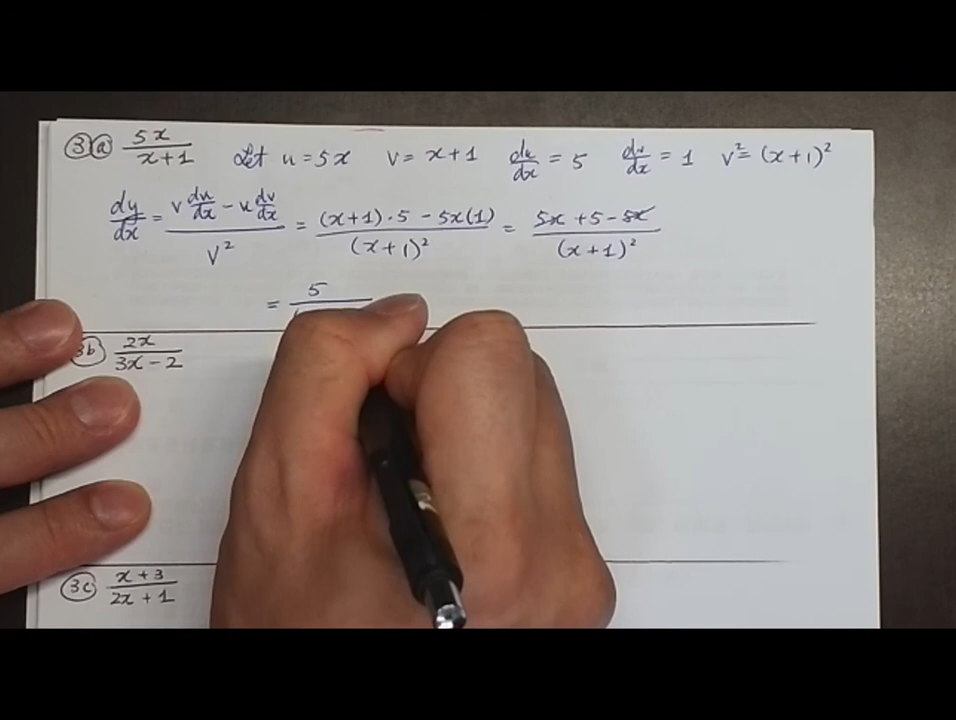 3a 5x/(x+1) Let u = 5x v = x+1 du/dx = 5 dv/dx = 1 v² = (x+1)²
dy/dx = (v du/dx − u dv/dx)/v² = ((x+1)·5 − 5x(1))/(x+1)² = (5x + 5 − 5x)/(x+1)²
= 5/
3b 2x/(3x − 2)
3c (x+3)/(2x+1)